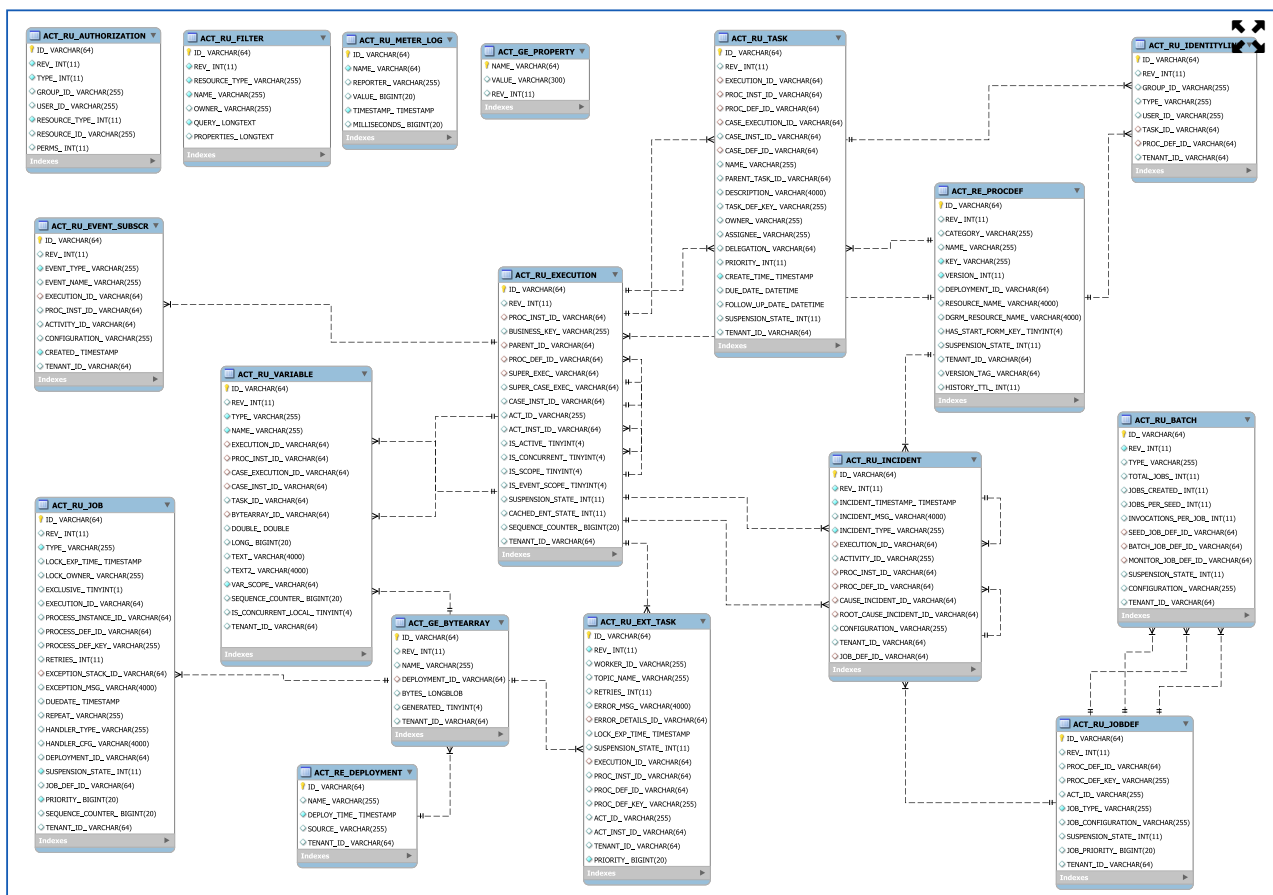 ACT_RU_AUTHORIZATION
ID_ VARCHAR(64)
REV_ INT(11)
TYPE_ INT(11)
GROUP_ID_ VARCHAR(255)
USER_ID_ VARCHAR(255)
RESOURCE_TYPE_ INT(11)
RESOURCE_ID_ VARCHAR(255)
PERMS_ INT(11)
Indexes
ACT_RU_FILTER
ID_ VARCHAR(64)
REV_ INT(11)
RESOURCE_TYPE_ VARCHAR(255)
NAME_ VARCHAR(255)
OWNER_ VARCHAR(255)
QUERY_ LONGTEXT
PROPERTIES_ LONGTEXT
Indexes
ACT_RU_METER_LOG
ID_ VARCHAR(64)
NAME_ VARCHAR(64)
REPORTER_ VARCHAR(255)
VALUE_ BIGINT(20)
TIMESTAMP_ TIMESTAMP
MILLISECONDS_ BIGINT(20)
Indexes
ACT_GE_PROPERTY
NAME_ VARCHAR(64)
VALUE_ VARCHAR(300)
REV_ INT(11)
Indexes
ACT_RU_TASK
ID_ VARCHAR(64)
REV_ INT(11)
EXECUTION_ID_ VARCHAR(64)
PROC_INST_ID_ VARCHAR(64)
PROC_DEF_ID_ VARCHAR(64)
CASE_EXECUTION_ID_ VARCHAR(64)
CASE_INST_ID_ VARCHAR(64)
CASE_DEF_ID_ VARCHAR(64)
NAME_ VARCHAR(255)
PARENT_TASK_ID_ VARCHAR(64)
DESCRIPTION_ VARCHAR(4000)
TASK_DEF_KEY_ VARCHAR(255)
OWNER_ VARCHAR(255)
ASSIGNEE_ VARCHAR(255)
DELEGATION_ VARCHAR(64)
PRIORITY_ INT(11)
CREATE_TIME_ TIMESTAMP
DUE_DATE_ DATETIME
FOLLOW_UP_DATE_ DATETIME
SUSPENSION_STATE_ INT(11)
TENANT_ID_ VARCHAR(64)
Indexes
ACT_RU_IDENTITYLIN
ID_ VARCHAR(64)
REV_ INT(11)
GROUP_ID_ VARCHAR(255)
TYPE_ VARCHAR(255)
USER_ID_ VARCHAR(255)
TASK_ID_ VARCHAR(64)
PROC_DEF_ID_ VARCHAR(64)
TENANT_ID_ VARCHAR(64)
Indexes
ACT_RE_PROCDEF
ID_ VARCHAR(64)
REV_ INT(11)
CATEGORY_ VARCHAR(255)
NAME_ VARCHAR(255)
KEY_ VARCHAR(255)
VERSION_ INT(11)
DEPLOYMENT_ID_ VARCHAR(64)
RESOURCE_NAME_ VARCHAR(4000)
DGRM_RESOURCE_NAME_ VARCHAR(4000)
HAS_START_FORM_KEY_ TINYINT(4)
SUSPENSION_STATE_ INT(11)
TENANT_ID_ VARCHAR(64)
VERSION_TAG_ VARCHAR(64)
HISTORY_TTL_ INT(11)
Indexes
ACT_RU_EVENT_SUBSCR
ID_ VARCHAR(64)
REV_ INT(11)
EVENT_TYPE_ VARCHAR(255)
EVENT_NAME_ VARCHAR(255)
EXECUTION_ID_ VARCHAR(64)
PROC_INST_ID_ VARCHAR(64)
ACTIVITY_ID_ VARCHAR(64)
CONFIGURATION_ VARCHAR(255)
CREATED_ TIMESTAMP
TENANT_ID_ VARCHAR(64)
Indexes
ACT_RU_EXECUTION
ID_ VARCHAR(64)
REV_ INT(11)
PROC_INST_ID_ VARCHAR(64)
BUSINESS_KEY_ VARCHAR(255)
PARENT_ID_ VARCHAR(64)
PROC_DEF_ID_ VARCHAR(64)
SUPER_EXEC_ VARCHAR(64)
SUPER_CASE_EXEC_ VARCHAR(64)
CASE_INST_ID_ VARCHAR(64)
ACT_ID_ VARCHAR(255)
ACT_INST_ID_ VARCHAR(64)
IS_ACTIVE_ TINYINT(4)
IS_CONCURRENT_ TINYINT(4)
IS_SCOPE_ TINYINT(4)
IS_EVENT_SCOPE_ TINYINT(4)
SUSPENSION_STATE_ INT(11)
CACHED_ENT_STATE_ INT(11)
SEQUENCE_COUNTER_ BIGINT(20)
TENANT_ID_ VARCHAR(64)
Indexes
ACT_RU_VARIABLE
ID_ VARCHAR(64)
REV_ INT(11)
TYPE_ VARCHAR(255)
NAME_ VARCHAR(255)
EXECUTION_ID_ VARCHAR(64)
PROC_INST_ID_ VARCHAR(64)
CASE_EXECUTION_ID_ VARCHAR(64)
CASE_INST_ID_ VARCHAR(64)
TASK_ID_ VARCHAR(64)
BYTEARRAY_ID_ VARCHAR(64)
DOUBLE_ DOUBLE
LONG_ BIGINT(20)
TEXT_ VARCHAR(4000)
TEXT2_ VARCHAR(4000)
VAR_SCOPE_ VARCHAR(64)
SEQUENCE_COUNTER_ BIGINT(20)
IS_CONCURRENT_LOCAL_ TINYINT(4)
TENANT_ID_ VARCHAR(64)
Indexes
ACT_RU_BATCH
ID_ VARCHAR(64)
REV_ INT(11)
TYPE_ VARCHAR(255)
TOTAL_JOBS_ INT(11)
JOBS_CREATED_ INT(11)
JOBS_PER_SEED_ INT(11)
INVOCATIONS_PER_JOB_ INT(11)
SEED_JOB_DEF_ID_ VARCHAR(64)
BATCH_JOB_DEF_ID_ VARCHAR(64)
MONITOR_JOB_DEF_ID_ VARCHAR(64)
SUSPENSION_STATE_ INT(11)
CONFIGURATION_ VARCHAR(255)
TENANT_ID_ VARCHAR(64)
Indexes
ACT_RU_INCIDENT
ID_ VARCHAR(64)
REV_ INT(11)
INCIDENT_TIMESTAMP_ TIMESTAMP
INCIDENT_MSG_ VARCHAR(4000)
INCIDENT_TYPE_ VARCHAR(255)
EXECUTION_ID_ VARCHAR(64)
ACTIVITY_ID_ VARCHAR(255)
PROC_INST_ID_ VARCHAR(64)
PROC_DEF_ID_ VARCHAR(64)
CAUSE_INCIDENT_ID_ VARCHAR(64)
ROOT_CAUSE_INCIDENT_ID_ VARCHAR(64)
CONFIGURATION_ VARCHAR(255)
TENANT_ID_ VARCHAR(64)
JOB_DEF_ID_ VARCHAR(64)
Indexes
ACT_RU_JOB
ID_ VARCHAR(64)
REV_ INT(11)
TYPE_ VARCHAR(255)
LOCK_EXP_TIME_ TIMESTAMP
LOCK_OWNER_ VARCHAR(255)
EXCLUSIVE_ TINYINT(1)
EXECUTION_ID_ VARCHAR(64)
PROCESS_INSTANCE_ID_ VARCHAR(64)
PROCESS_DEF_ID_ VARCHAR(64)
PROCESS_DEF_KEY_ VARCHAR(255)
RETRIES_ INT(11)
EXCEPTION_STACK_ID_ VARCHAR(64)
EXCEPTION_MSG_ VARCHAR(4000)
DUEDATE_ TIMESTAMP
REPEAT_ VARCHAR(255)
HANDLER_TYPE_ VARCHAR(255)
HANDLER_CFG_ VARCHAR(4000)
DEPLOYMENT_ID_ VARCHAR(64)
SUSPENSION_STATE_ INT(11)
JOB_DEF_ID_ VARCHAR(64)
PRIORITY_ BIGINT(20)
SEQUENCE_COUNTER_ BIGINT(20)
TENANT_ID_ VARCHAR(64)
Indexes
ACT_GE_BYTEARRAY
ID_ VARCHAR(64)
REV_ INT(11)
NAME_ VARCHAR(255)
DEPLOYMENT_ID_ VARCHAR(64)
BYTES_ LONGBLOB
GENERATED_ TINYINT(4)
TENANT_ID_ VARCHAR(64)
Indexes
ACT_RU_EXT_TASK
ID_ VARCHAR(64)
REV_ INT(11)
WORKER_ID_ VARCHAR(255)
TOPIC_NAME_ VARCHAR(255)
RETRIES_ INT(11)
ERROR_MSG_ VARCHAR(4000)
ERROR_DETAILS_ID_ VARCHAR(64)
LOCK_EXP_TIME_ TIMESTAMP
SUSPENSION_STATE_ INT(11)
EXECUTION_ID_ VARCHAR(64)
PROC_INST_ID_ VARCHAR(64)
PROC_DEF_ID_ VARCHAR(64)
PROC_DEF_KEY_ VARCHAR(255)
ACT_ID_ VARCHAR(255)
ACT_INST_ID_ VARCHAR(64)
TENANT_ID_ VARCHAR(64)
PRIORITY_ BIGINT(20)
Indexes
ACT_RE_DEPLOYMENT
ID_ VARCHAR(64)
NAME_ VARCHAR(255)
DEPLOY_TIME_ TIMESTAMP
SOURCE_ VARCHAR(255)
TENANT_ID_ VARCHAR(64)
Indexes
ACT_RU_JOBDEF
ID_ VARCHAR(64)
REV_ INT(11)
PROC_DEF_ID_ VARCHAR(64)
PROC_DEF_KEY_ VARCHAR(255)
ACT_ID_ VARCHAR(255)
JOB_TYPE_ VARCHAR(255)
JOB_CONFIGURATION_ VARCHAR(255)
SUSPENSION_STATE_ INT(11)
JOB_PRIORITY_ BIGINT(20)
TENANT_ID_ VARCHAR(64)
Indexes